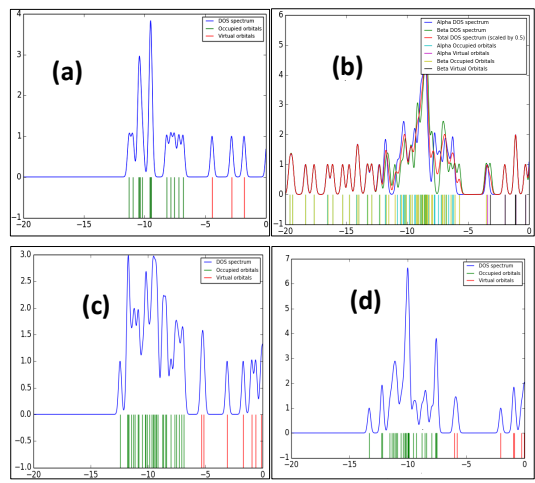 (a)
4
3
2
1
0
−1
−20
−15
−10
−5
0
DOS spectrum
Occupied orbitals
Virtual orbitals
(b)
6
5
4
3
2
1
0
−1
−20
−15
−10
−5
0
Alpha DOS spectrum
Beta DOS spectrum
Total DOS spectrum (scaled by 0.5)
Alpha Occupied orbitals
Alpha Virtual orbitals
Beta Occupied Orbitals
Beta Virtual Orbitals
(c)
3.0
2.5
2.0
1.5
1.0
0.5
0.0
−0.5
−1.0
−20
−15
−10
−5
0
DOS spectrum
Occupied orbitals
Virtual orbitals
(d)
7
6
5
4
3
2
1
0
−1
−20
−15
−10
−5
0
DOS spectrum
Occupied orbitals
Virtual orbitals